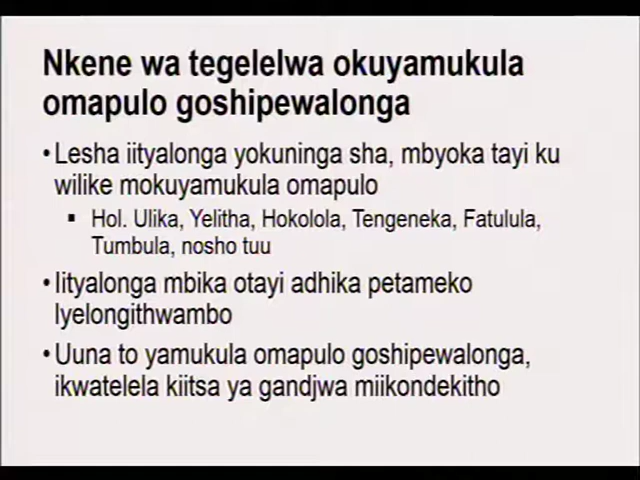 Nkene wa tegelelwa okuyamukula
omapulo goshipewalonga
• Lesha iityalonga yokuninga sha, mbyoka tayi ku
wilike mokuyamukula omapulo
▪ Hol. Ulika, Yelitha, Hokolola, Tengeneka, Fatulula,
Tumbula, nosho tuu
• Iityalonga mbika otayi adhika petameko
lyelongithwambo
• Uuna to yamukula omapulo goshipewalonga,
ikwatelela kiitsa ya gandjwa miikondekitho